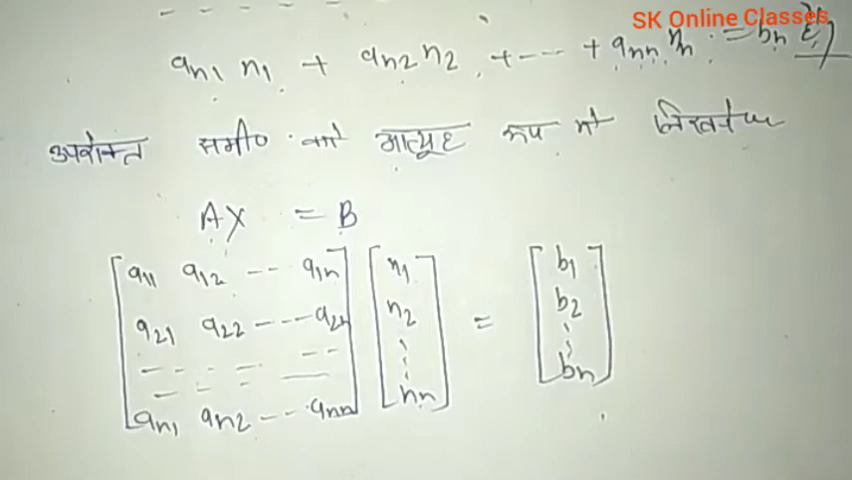 SK Online Classes
an1 x1 + an2 x2 + --- + ann xn = bn है।
उपरोक्त समी० को आव्यूह रूप में लिखने पर
AX = B
[a11 a12 --- a1n] [x1] [b1]
[a21 a22 --- a2n] [x2] = [b2]
[an1 an2 --- ann] [xn] [bn]